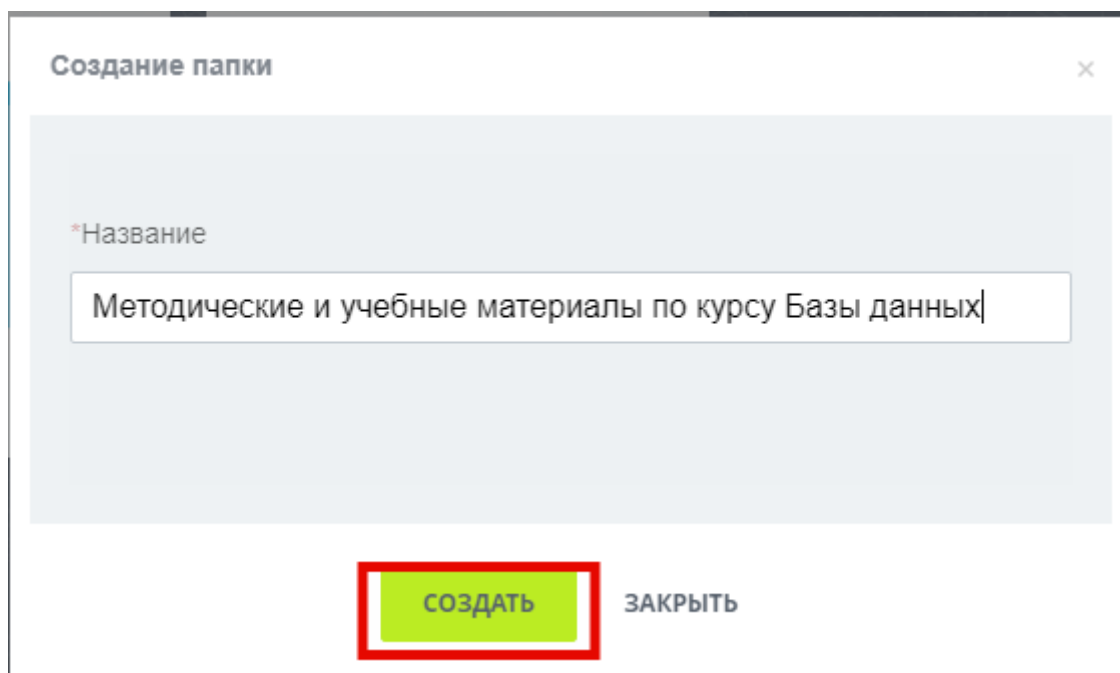 Создание папки
×
*Название
Методические и учебные материалы по курсу Базы данных
СОЗДАТЬ ЗАКРЫТЬ